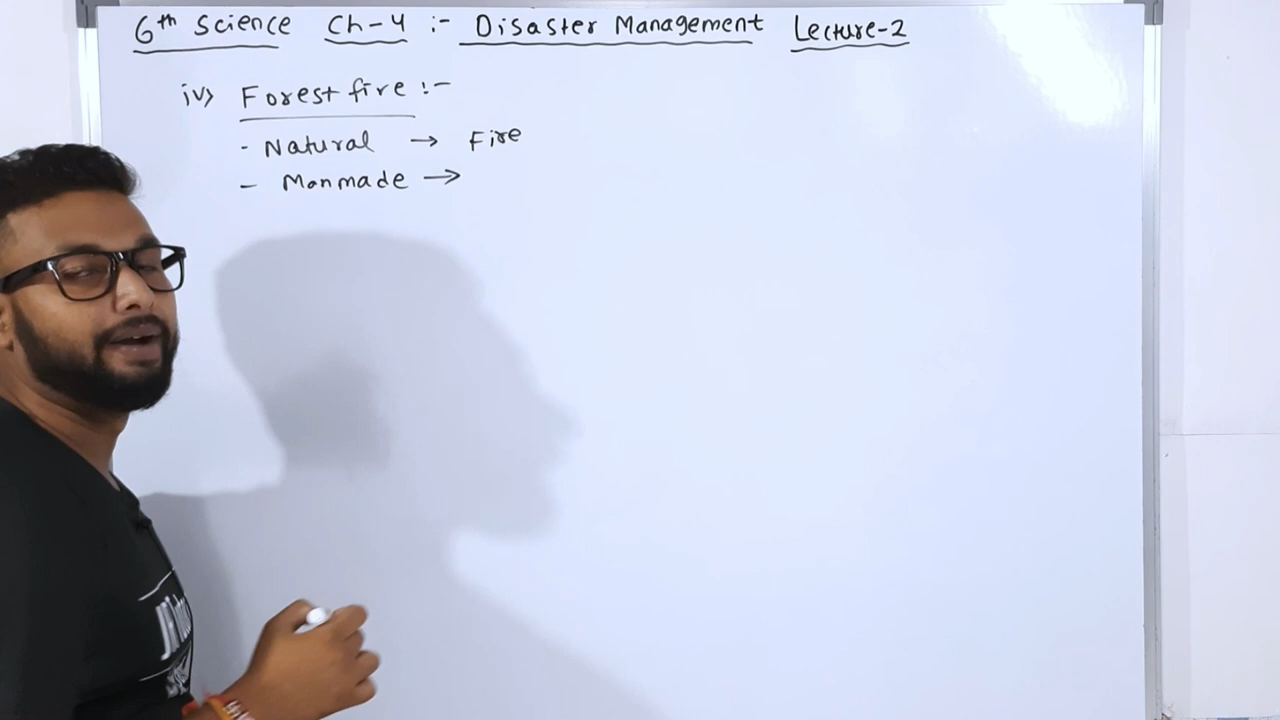 6th Science Ch-4 :- Disaster Management Lecture-2
iv) Forest fire :-
- Natural → Fire
- Manmade →